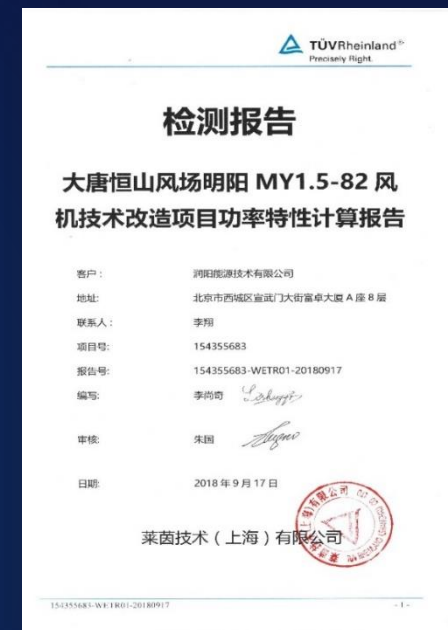 TÜVRheinland®
Precisely Right.
检测报告
大唐恒山风场明阳 MY1.5-82 风
机技术改造项目功率特性计算报告
客户： 润阳能源技术有限公司
地址: 北京市西城区宣武门大街富卓大厦 A 座 8 层
联系人： 李翔
项目号: 154355683
报告号: 154355683-WETR01-20180917
编写: 李尚奇
审核: 朱国
日期: 2018 年 9 月 17 日
莱茵技术（上海）有限公司
154355683-WETR01-20180917 - 1 -